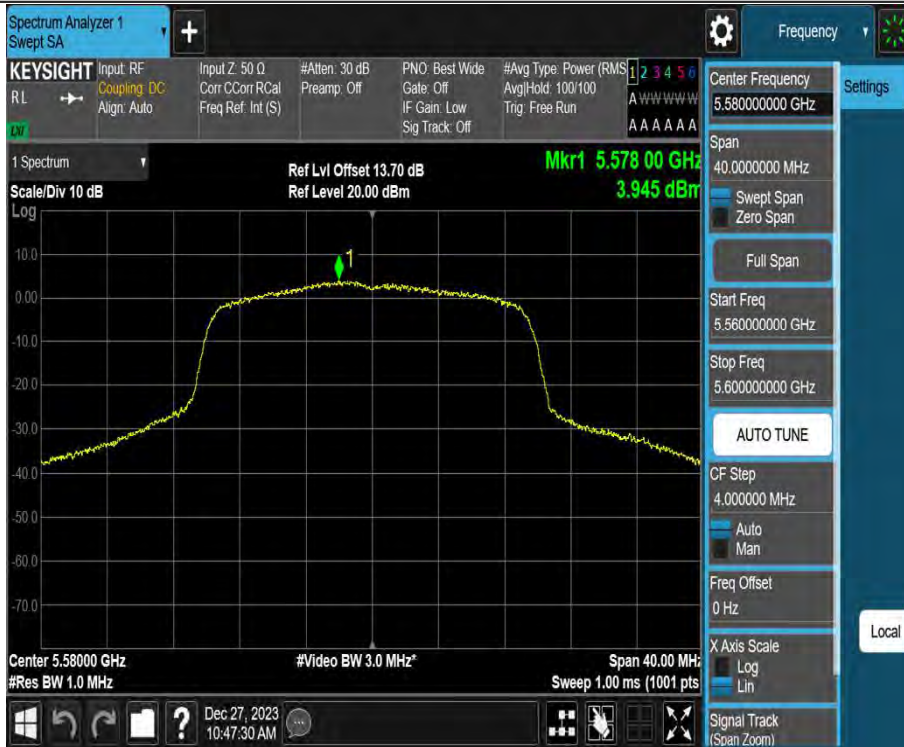 Spectrum Analyzer 1
Swept SA
+
Frequency
KEYSIGHT
RL
LXI
Input: RF
Coupling: DC
Align: Auto
Input Z: 50 Ω
Corr CCorr RCal
Freq Ref: Int (S)
#Atten: 30 dB
Preamp: Off
PNO: Best Wide
Gate: Off
IF Gain: Low
Sig Track: Off
#Avg Type: Power (RMS
Avg|Hold: 100/100
Trig: Free Run
1 2 3 4 5 6
A W W W W W
A A A A A A
1 Spectrum
Scale/Div 10 dB
Log
Ref Lvl Offset 13.70 dB
Ref Level 20.00 dBm
Mkr1 5.578 00 GHz
3.945 dBm
1
10.0
0.00
-10.0
-20.0
-30.0
-40.0
-50.0
-60.0
-70.0
Center 5.58000 GHz
#Res BW 1.0 MHz
#Video BW 3.0 MHz*
Span 40.00 MHz
Sweep 1.00 ms (1001 pts
Center Frequency
5.580000000 GHz
Settings
Span
40.0000000 MHz
Swept Span
Zero Span
Full Span
Start Freq
5.560000000 GHz
Stop Freq
5.600000000 GHz
AUTO TUNE
CF Step
4.000000 MHz
Auto
Man
Freq Offset
0 Hz
X Axis Scale
Log
Lin
Local
Signal Track
(Span Zoom)
?
Dec 27, 2023
10:47:30 AM